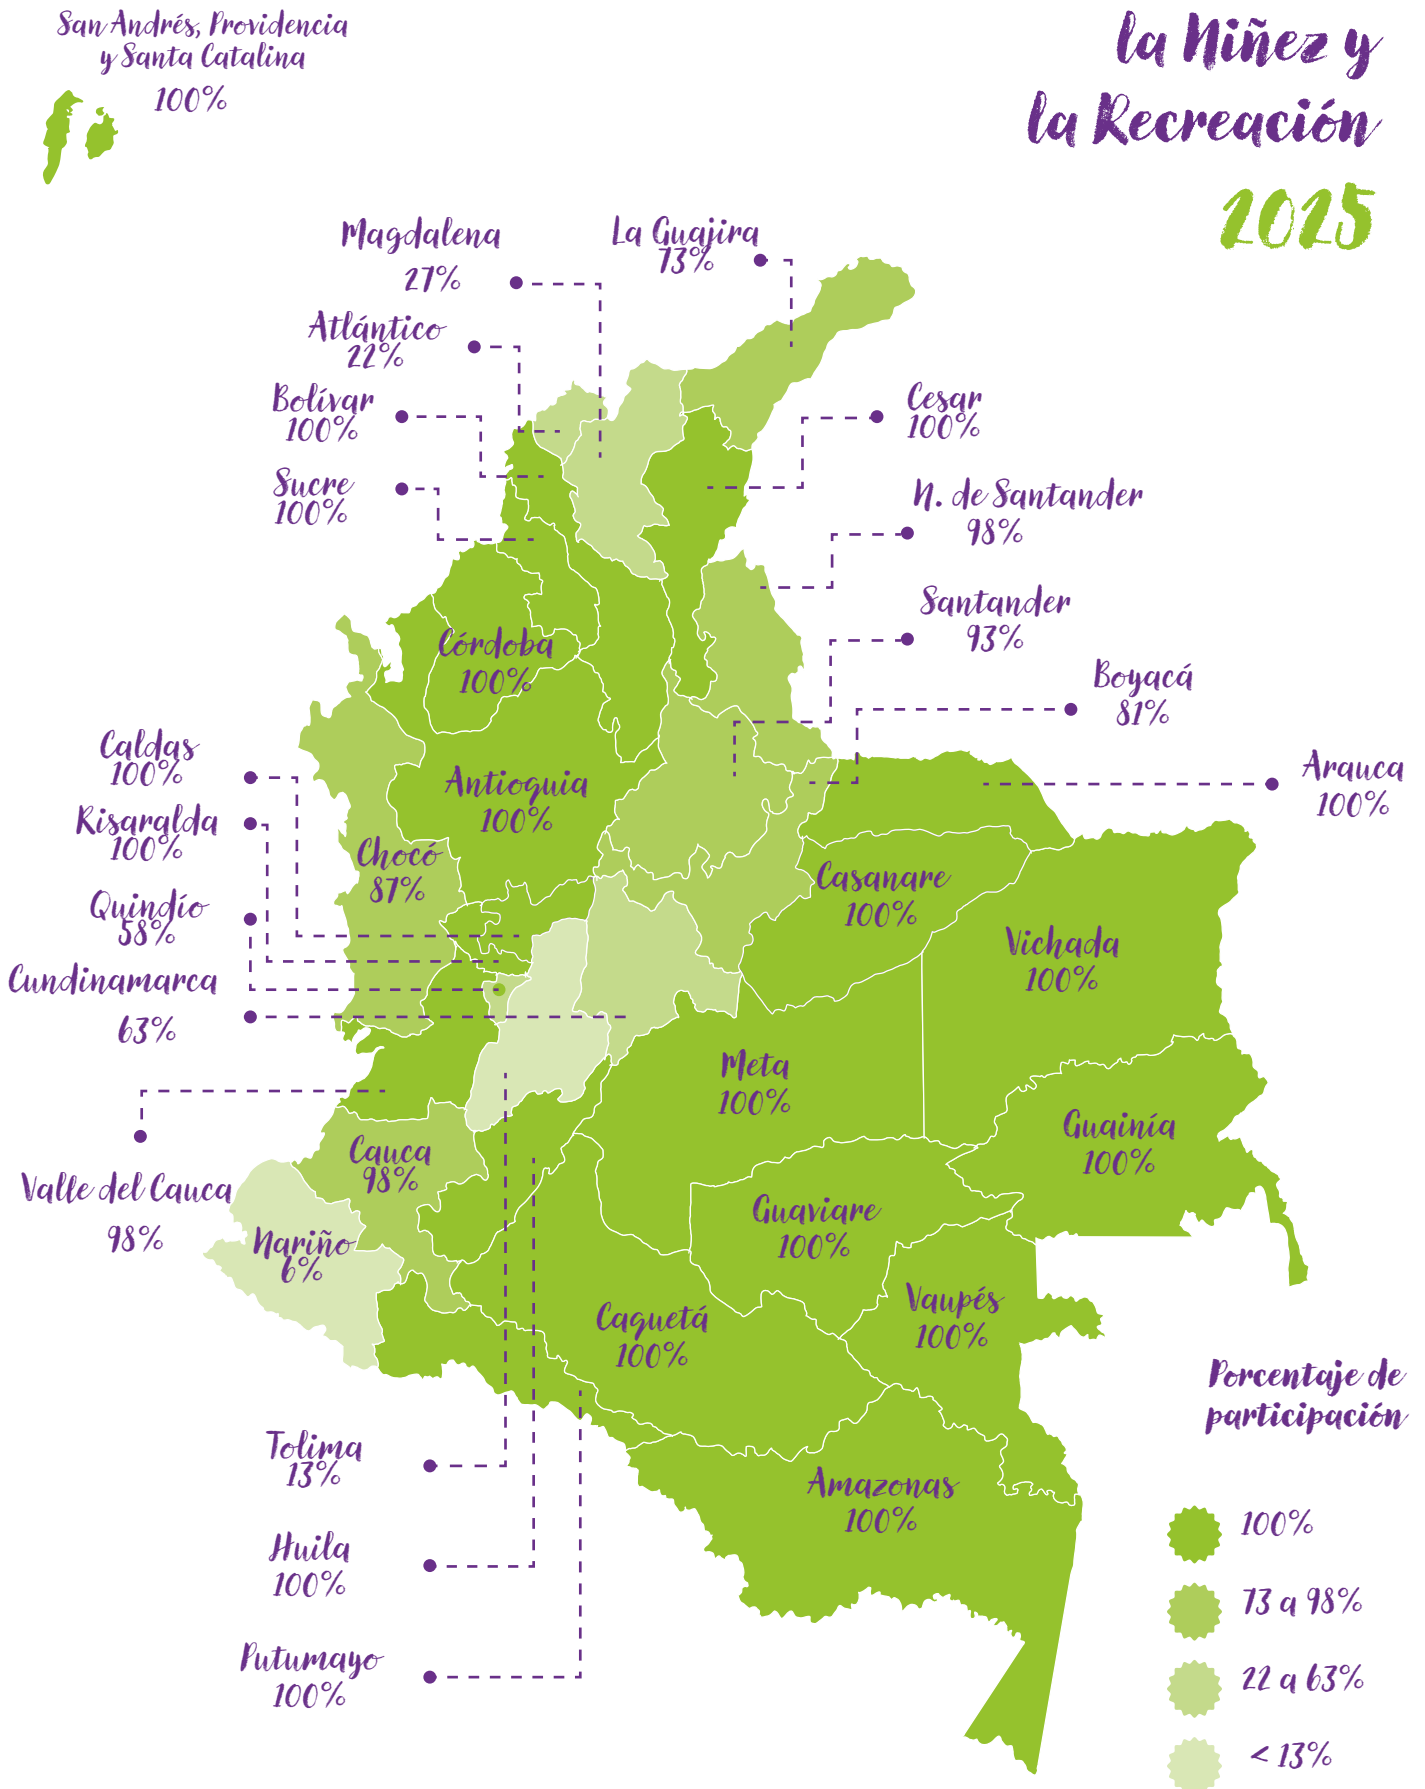 San Andrés, Providencia
y Santa Catalina
100%
la Niñez y
la Recreación
2025
Magdalena
27%
La Guajira
73%
Atlántico
22%
Bolívar
100%
Cesar
100%
Sucre
100%
N. de Santander
98%
Santander
93%
Córdoba
100%
Boyacá
81%
Caldas
100%
Antioquia
100%
Arauca
100%
Risaralda
100%
Chocó
87%
Casanare
100%
Quindío
58%
Vichada
100%
Cundinamarca
63%
Meta
100%
Guainía
100%
Cauca
98%
Valle del Cauca
98%
Nariño
6%
Guaviare
100%
Vaupés
100%
Caquetá
100%
Porcentaje de
participación
Tolima
13%
Amazonas
100%
Huila
100%
Putumayo
100%
100%
73 a 98%
22 a 63%
< 13%